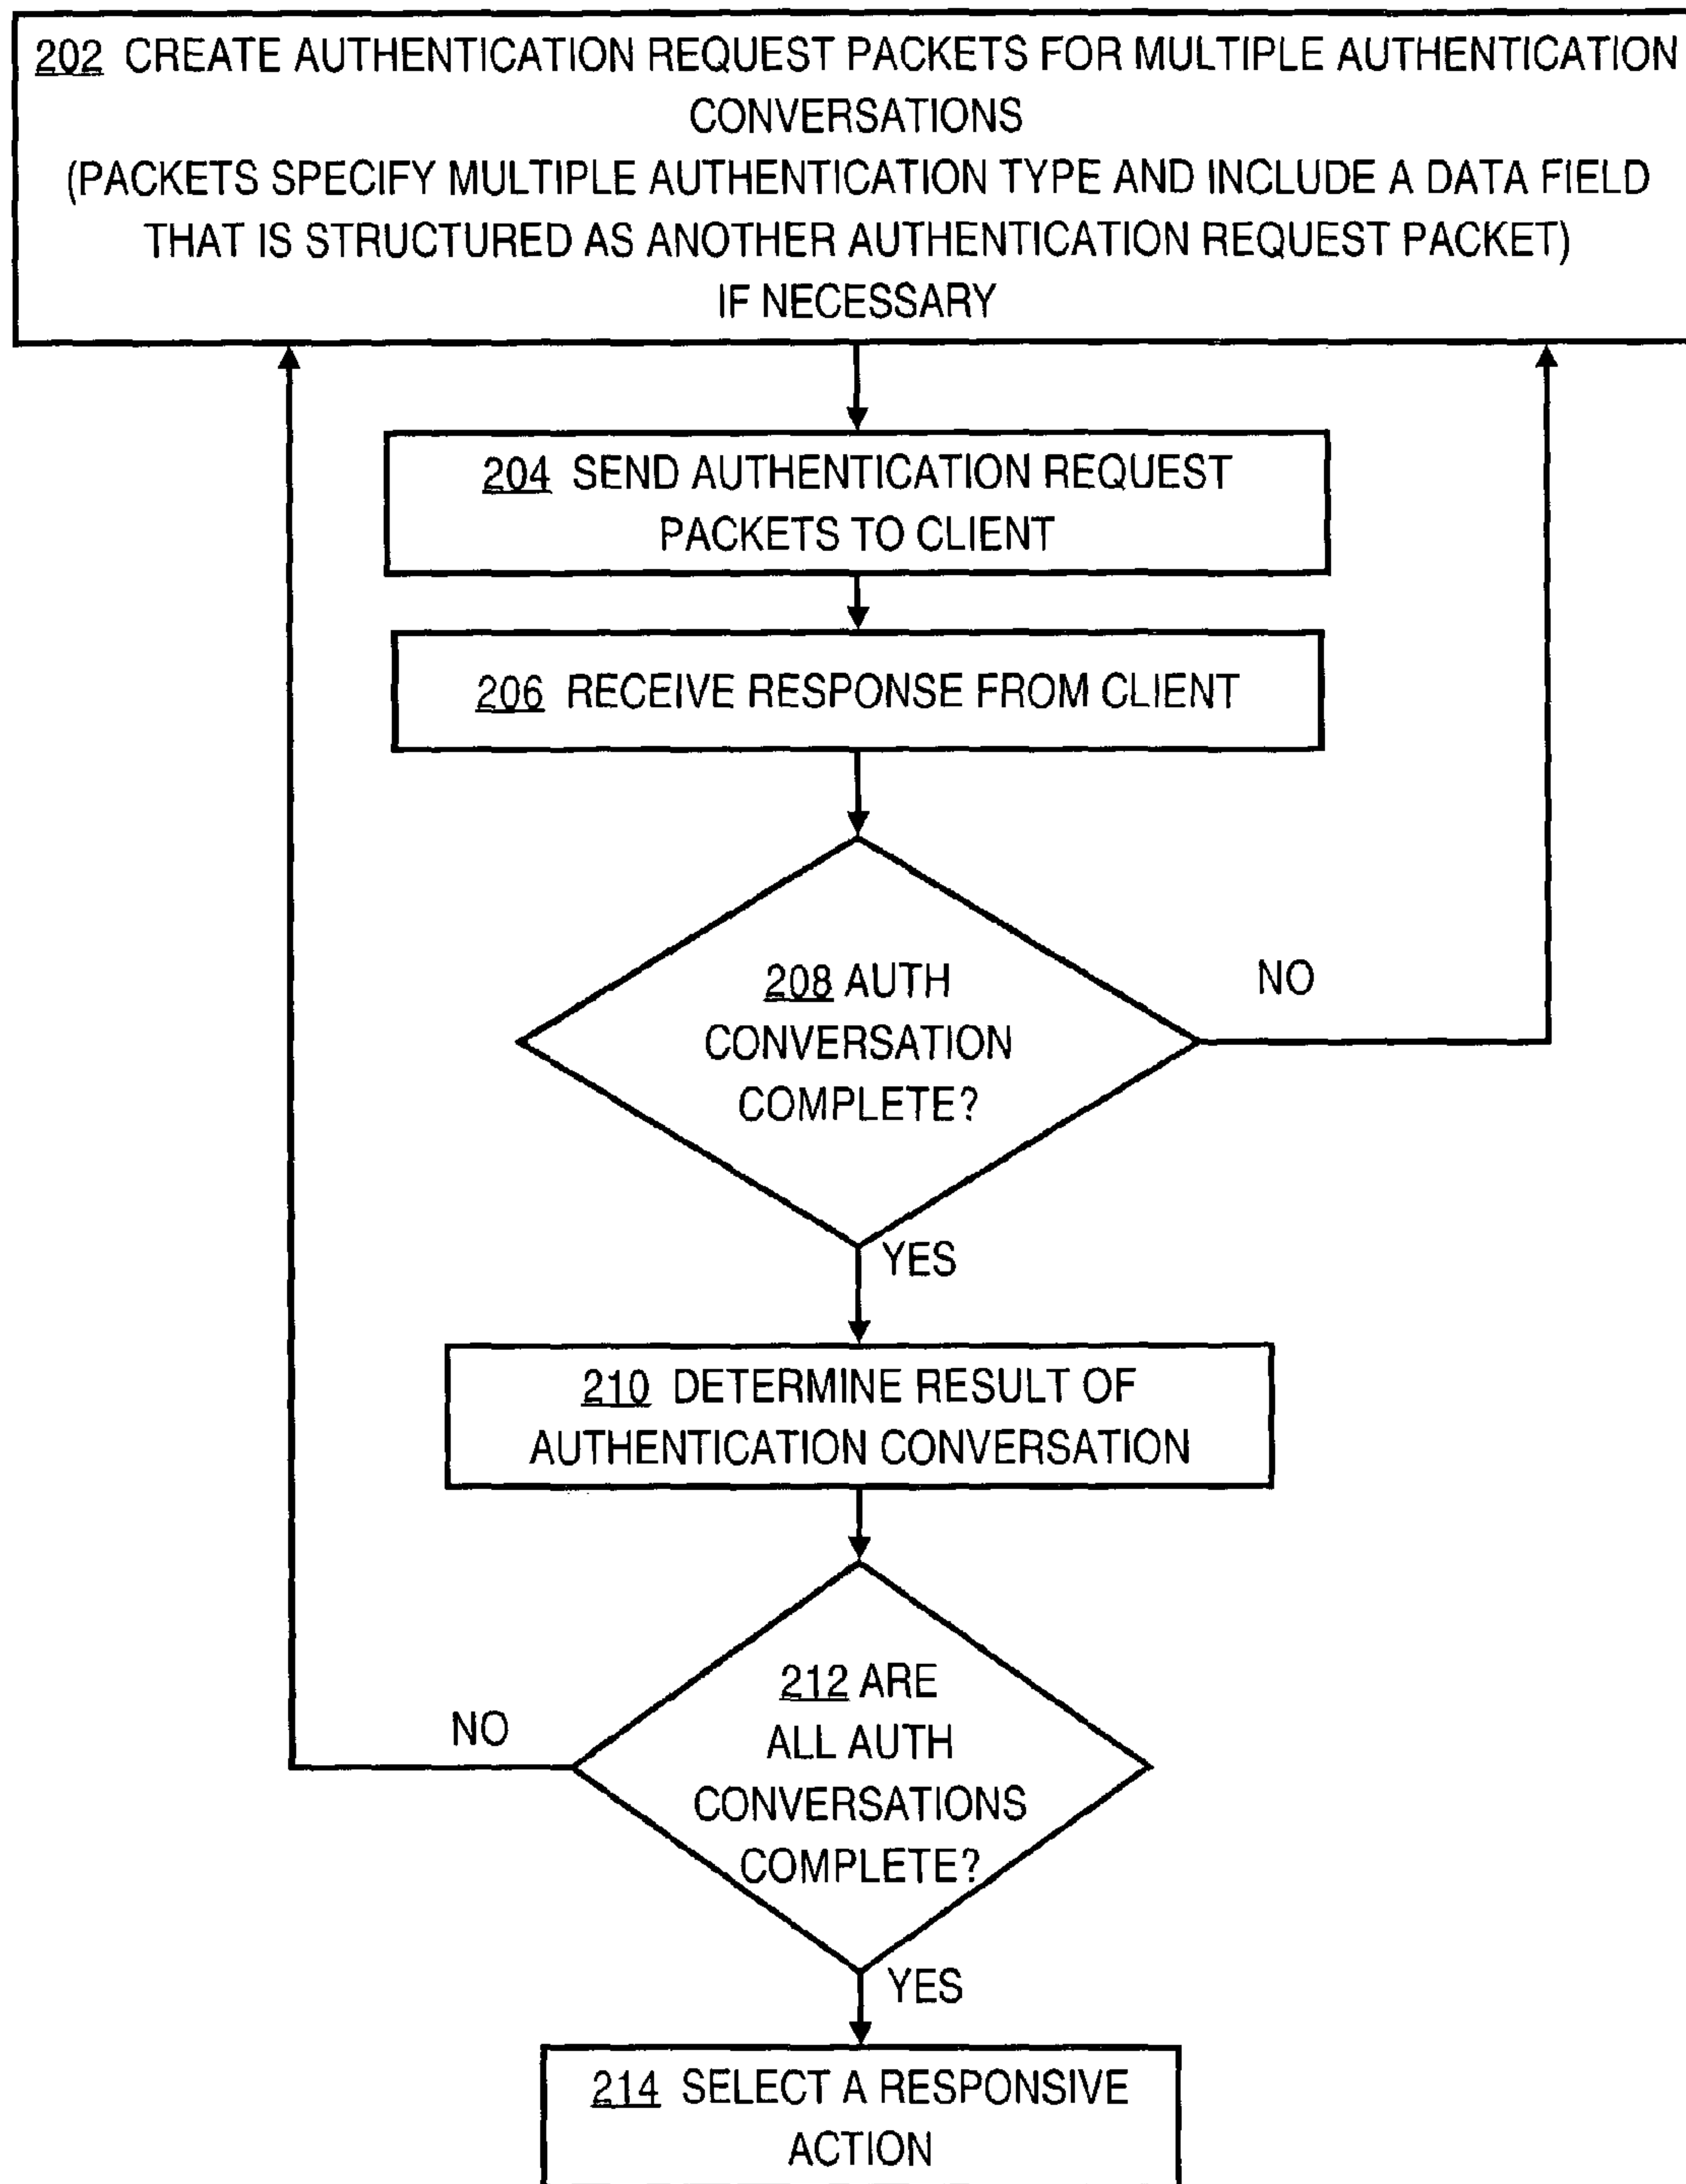 202 CREATE AUTHENTICATION REQUEST PACKETS FOR MULTIPLE AUTHENTICATION
CONVERSATIONS
(PACKETS SPECIFY MULTIPLE AUTHENTICATION TYPE AND INCLUDE A DATA FIELD
THAT IS STRUCTURED AS ANOTHER AUTHENTICATION REQUEST PACKET)
IF NECESSARY
204 SEND AUTHENTICATION REQUEST
PACKETS TO CLIENT
206 RECEIVE RESPONSE FROM CLIENT
208 AUTH
CONVERSATION
COMPLETE?
NO
YES
210 DETERMINE RESULT OF
AUTHENTICATION CONVERSATION
212 ARE
ALL AUTH
CONVERSATIONS
COMPLETE?
NO
YES
214 SELECT A RESPONSIVE
ACTION